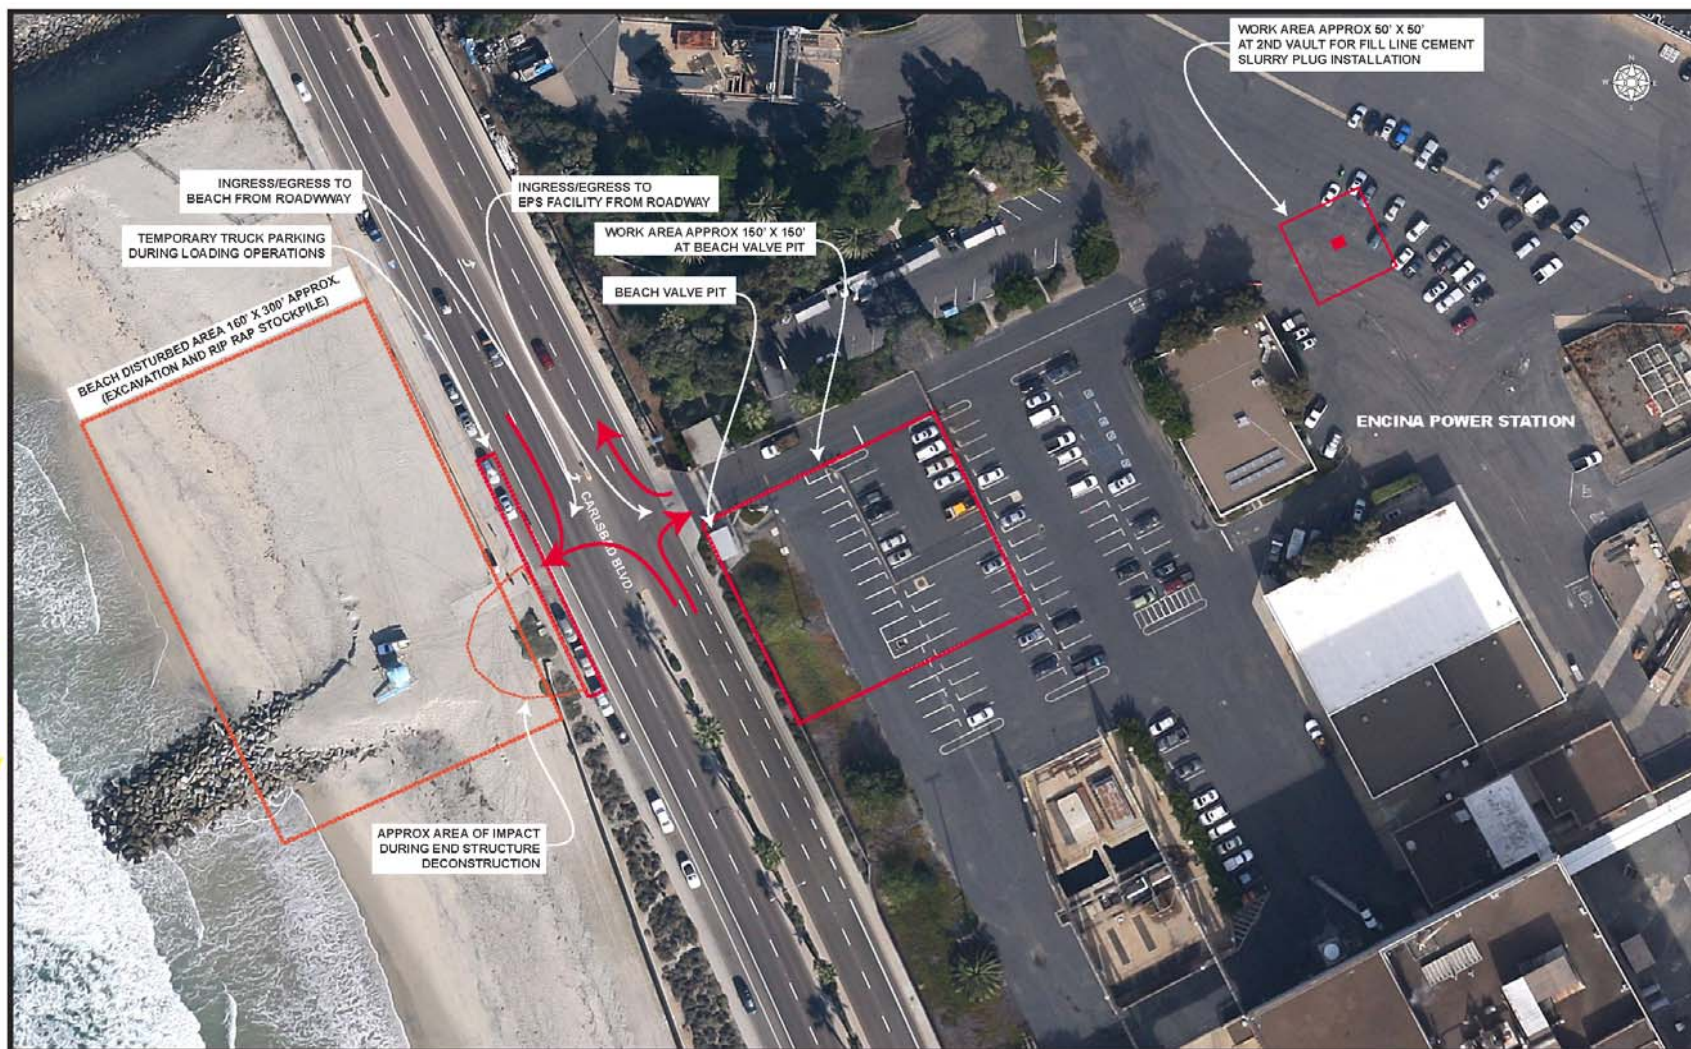 WORK AREA APPROX 50' X 50'
AT 2ND VAULT FOR FILL LINE CEMENT
SLURRY PLUG INSTALLATION
N
W
E
INGRESS/EGRESS TO
BEACH FROM ROADWWAY
INGRESS/EGRESS TO
EPS FACILITY FROM ROADWAY
TEMPORARY TRUCK PARKING
DURING LOADING OPERATIONS
WORK AREA APPROX 150' X 150'
AT BEACH VALVE PIT
BEACH VALVE PIT
BEACH DISTURBED AREA 160' X 300' APPROX.
(EXCAVATION AND RIP RAP STOCKPILE)
ENCINA POWER STATION
CARLSBAD BLVD.
APPROX AREA OF IMPACT
DURING END STRUCTURE
DECONSTRUCTION